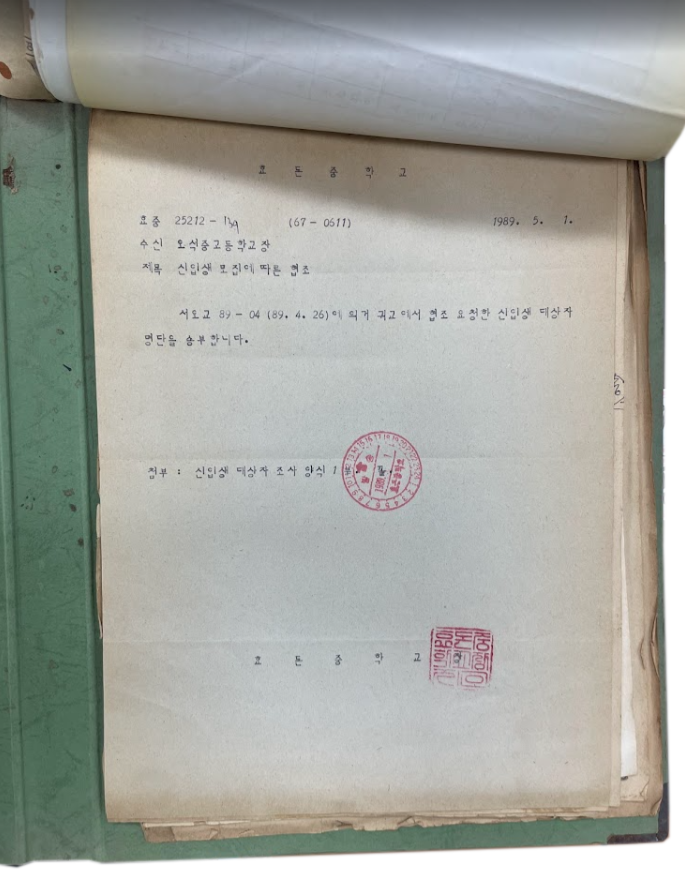 효 돈 중 학 교
효중 25212 - 139 (67 - 0611) 1989. 5. 1.
수신 오석중고등학교장
제목 신입생 모집에 따른 협조
서오고 89 - 04 (89. 4. 26)에 의거 귀교에서 협조 요청한 신입생 대상자
명단을 송부합니다.
첨부 : 신입생 대상자 조사 양식 1
효 돈 중 학 교